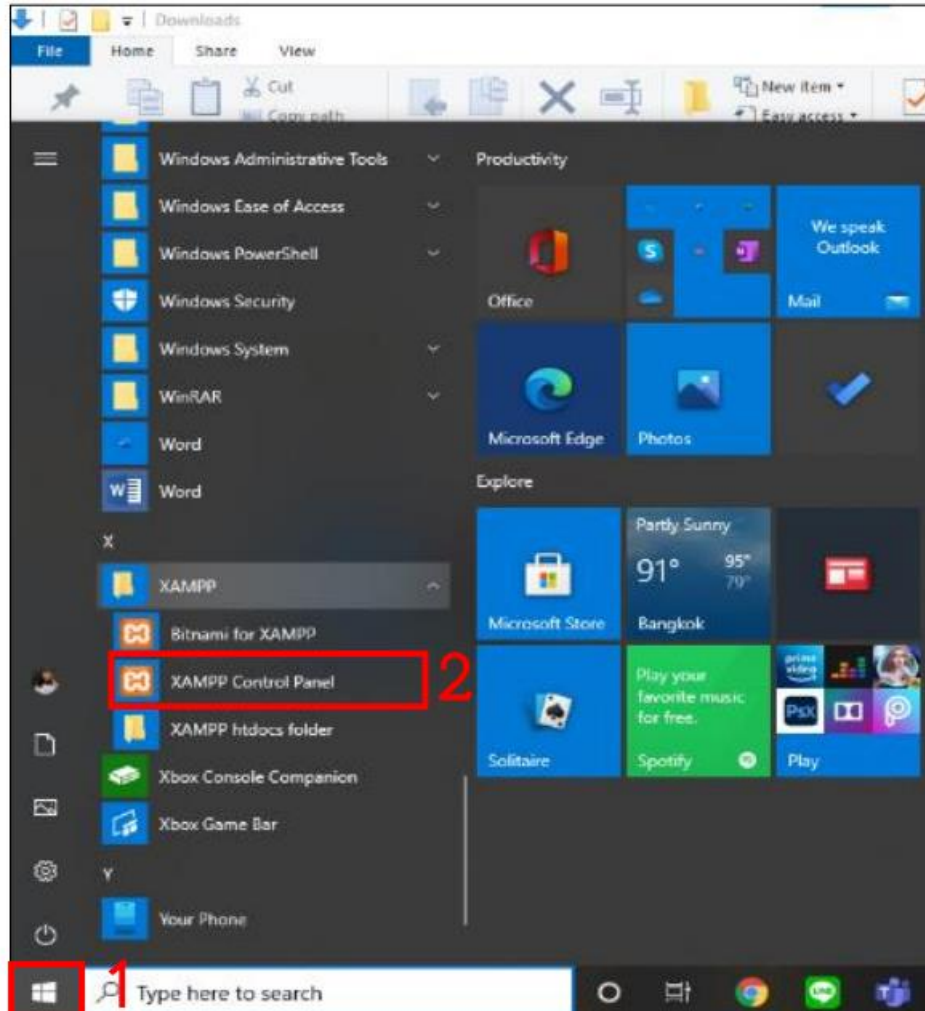 Downloads
File Home Share View
Cut
Copy path
New item
Easy access
Windows Administrative Tools
Windows Ease of Access
Windows PowerShell
Windows Security
Windows System
WinRAR
Word
Word
X
XAMPP
Bitnami for XAMPP
XAMPP Control Panel
2
XAMPP htdocs folder
Xbox Console Companion
Xbox Game Bar
Y
Your Phone
Productivity
Office
We speak
Outlook
Mail
Microsoft Edge
Photos
Explore
Microsoft Store
Partly Sunny
91° 95°
79°
Bangkok
Solitaire
Play your
favorite music
for free.
Spotify
prime
video
PsX
Play
1
Type here to search
LINE